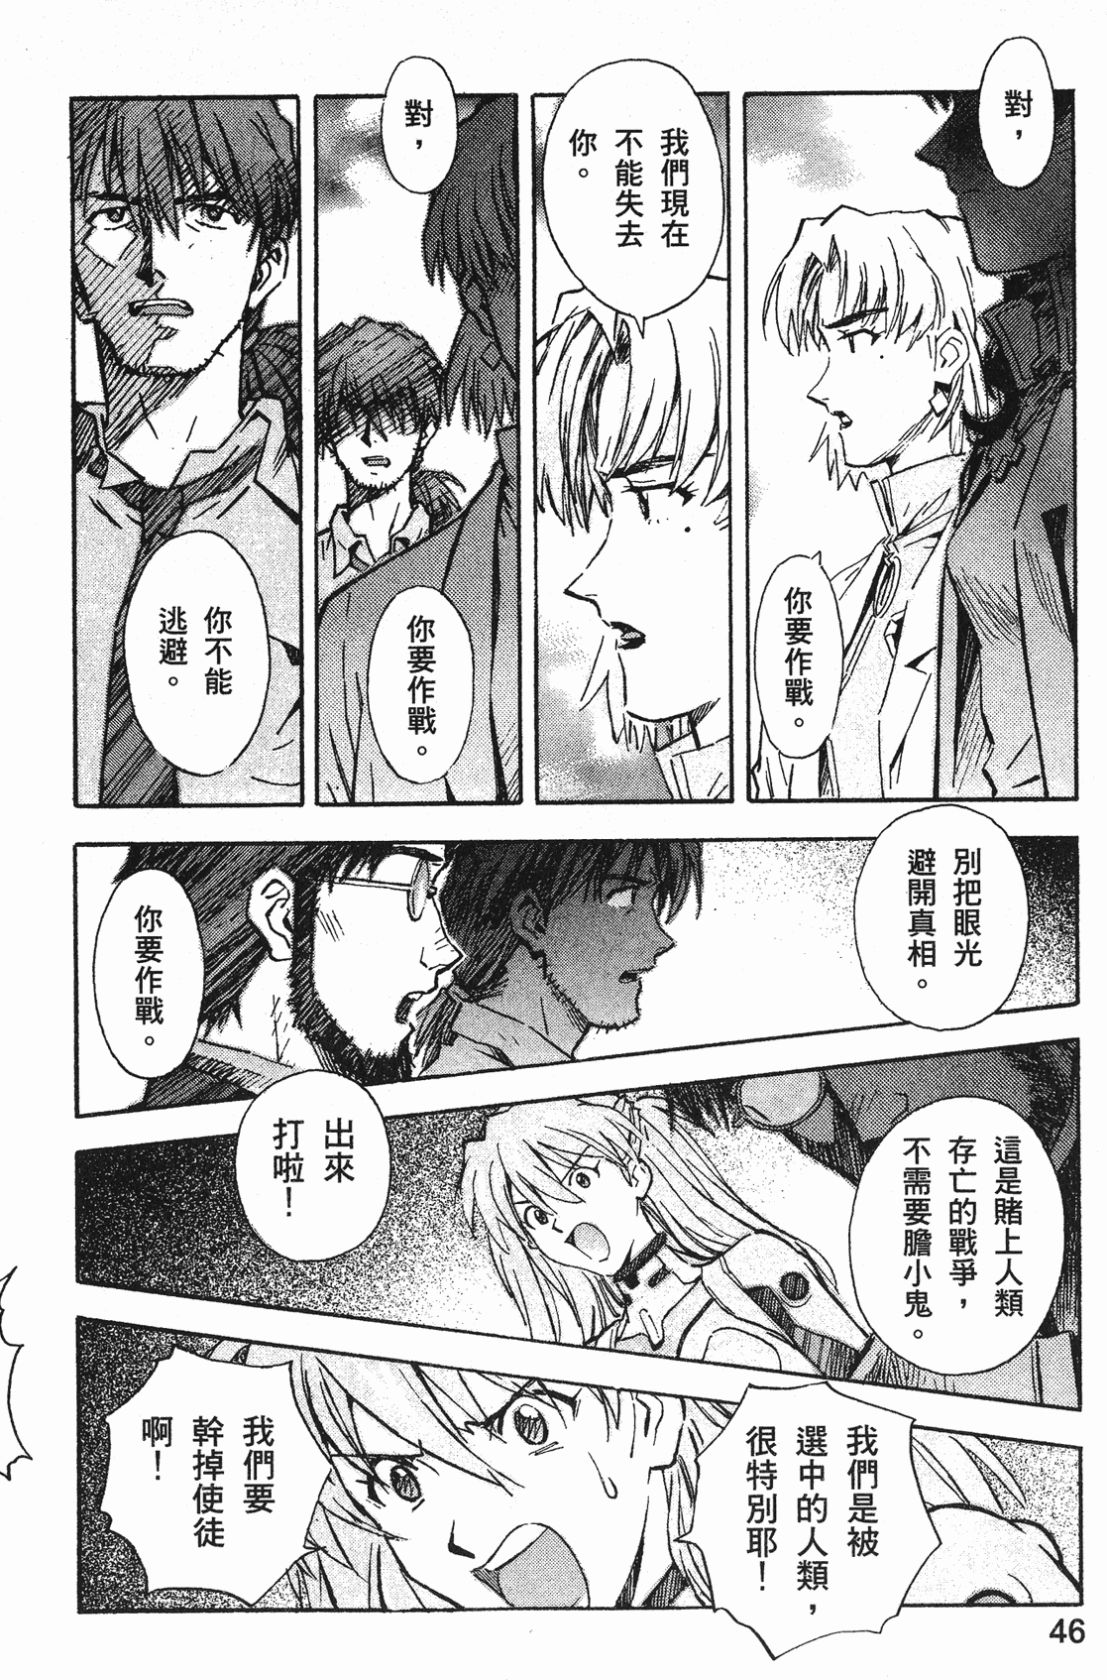 對，
你要作戰。
我們現在
不能失去
你。
對，
你要作戰。
你不能
逃避。
別把眼光
避開真相。
你要作戰。
這是賭上人類
存亡的戰爭，
不需要膽小鬼。
出來
打啦！
我們是被
選中的人類，
很特別耶！
我們要
幹掉使徒
啊！
46